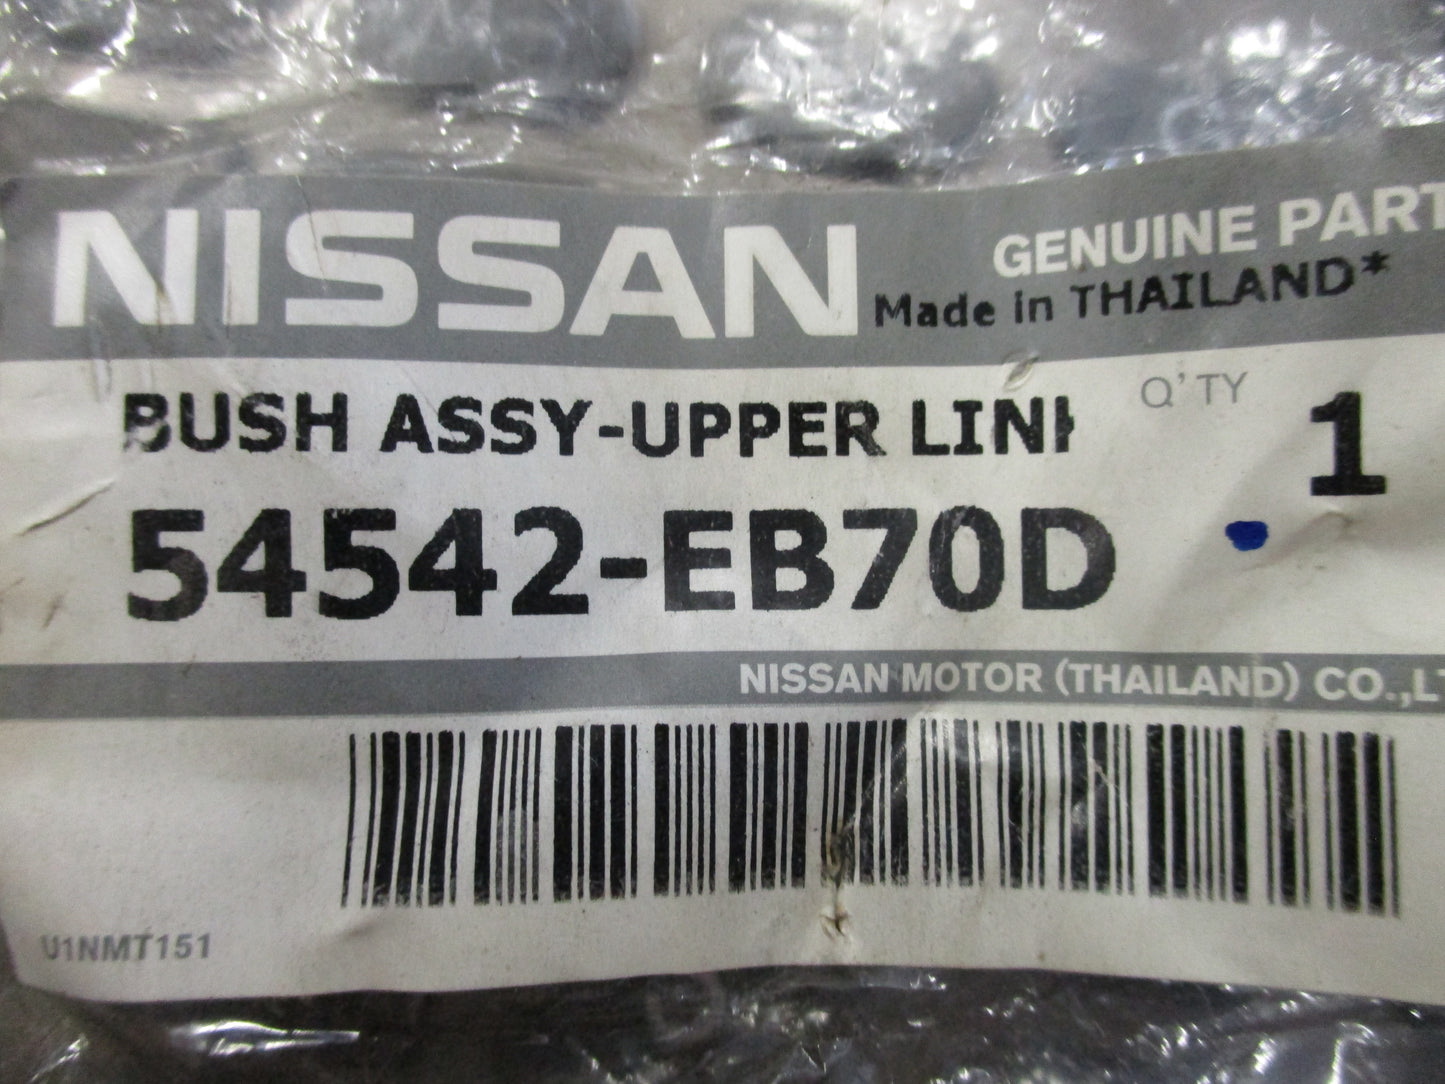 NISSAN
GENUINE PART
Made in THAILAND*
BUSH ASSY-UPPER LIN
Q'TY 1
54542-EB70D
NISSAN MOTOR (THAILAND) CO.,LT
U1NMT151